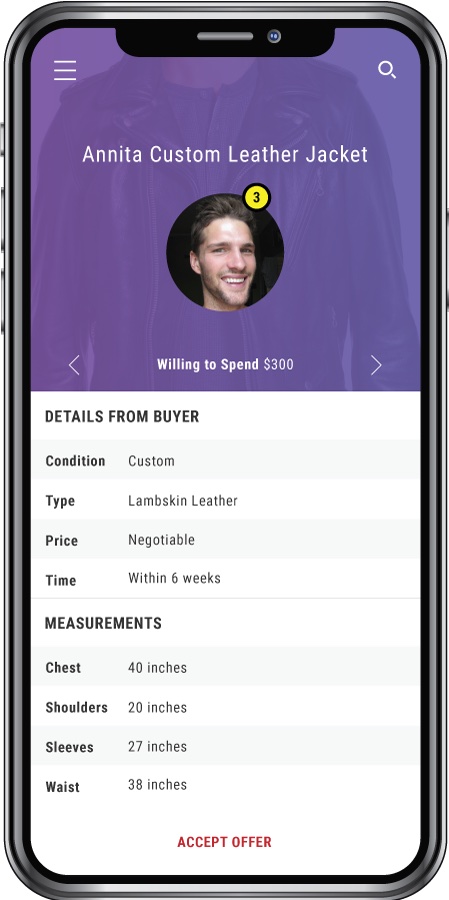 Annita Custom Leather Jacket
3
Willing to Spend $300
DETAILS FROM BUYER
Condition Custom
Type Lambskin Leather
Price Negotiable
Time Within 6 weeks
MEASUREMENTS
Chest 40 inches
Shoulders 20 inches
Sleeves 27 inches
Waist 38 inches
ACCEPT OFFER